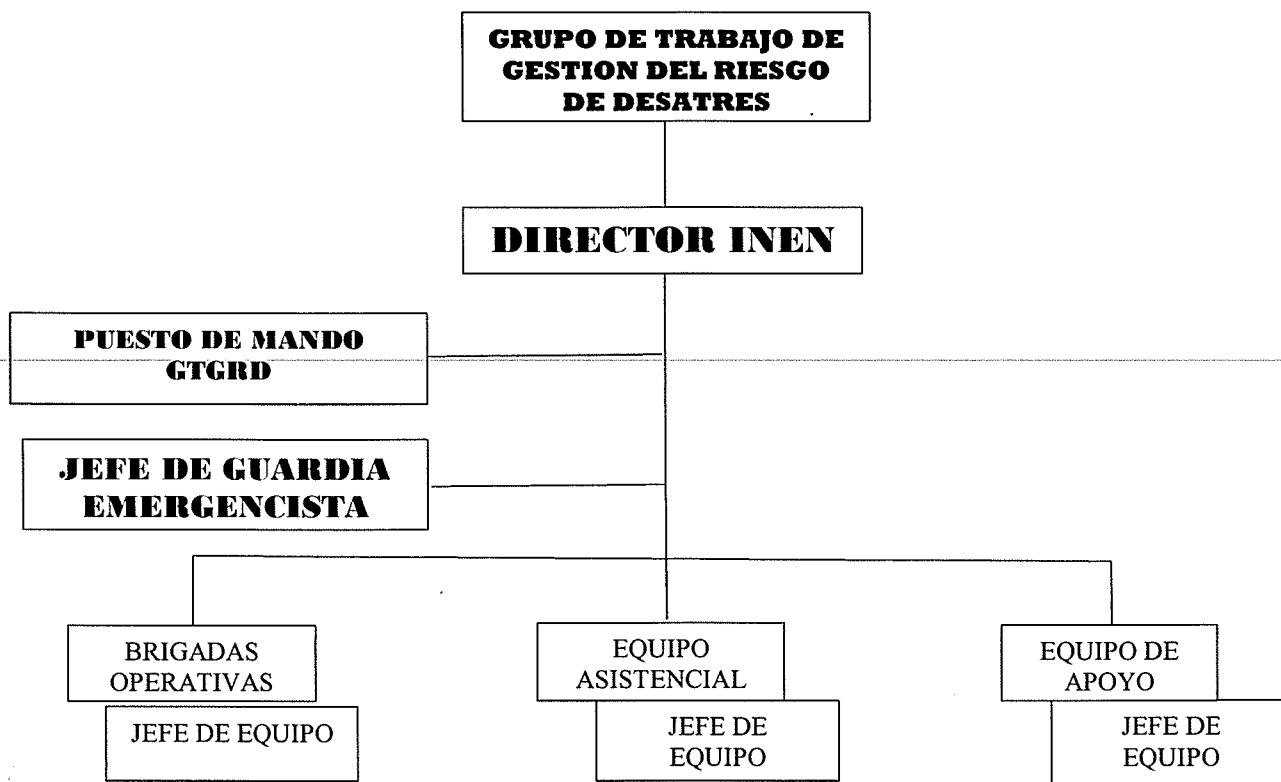 GRUPO DE TRABAJO DE
GESTION DEL RIESGO
DE DESATRES
DIRECTOR INEN
PUESTO DE MANDO
GTGRD
JEFE DE GUARDIA
EMERGENCISTA
BRIGADAS
OPERATIVAS
JEFE DE EQUIPO
EQUIPO
ASISTENCIAL
JEFE DE
EQUIPO
EQUIPO DE
APOYO
JEFE DE
EQUIPO